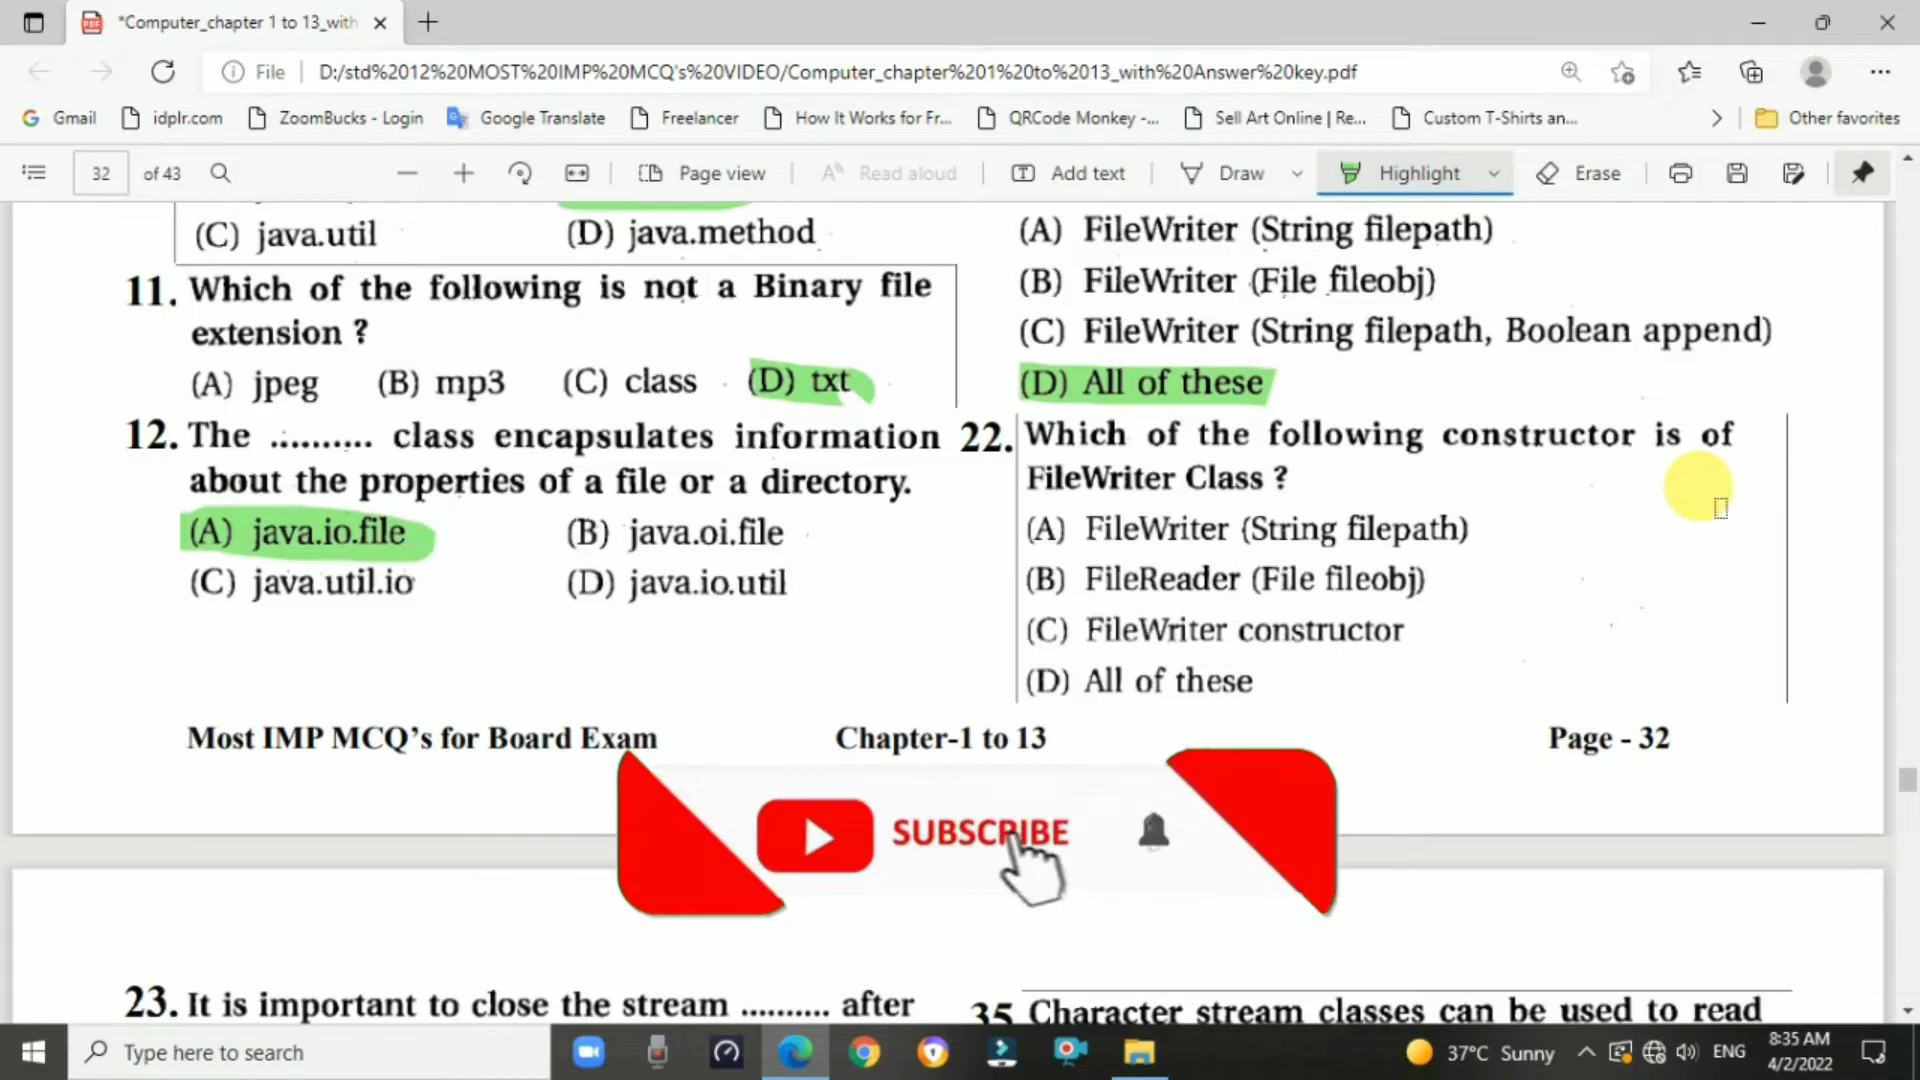 *Computer_chapter 1 to 13_with
File
D:/std%2012%20MOST%20IMP%20MCQ's%20VIDEO/Computer_chapter%201%20to%2013_with%20Answer%20key.pdf
Gmail
idplr.com
ZoomBucks - Login
Google Translate
Freelancer
How It Works for Fr...
QRCode Monkey -...
Sell Art Online | Re...
Custom T-Shirts an...
Other favorites
32 of 43
Page view
Read aloud
Add text
Draw
Highlight
Erase
(C) java.util (D) java.method
11. Which of the following is not a Binary file
extension ?
(A) jpeg (B) mp3 (C) class (D) txt
12. The .......... class encapsulates information
about the properties of a file or a directory.
(A) java.io.file (B) java.oi.file
(C) java.util.io (D) java.io.util
(A) FileWriter (String filepath)
(B) FileWriter (File fileobj)
(C) FileWriter (String filepath, Boolean append)
(D) All of these
22. Which of the following constructor is of
FileWriter Class ?
(A) FileWriter (String filepath)
(B) FileReader (File fileobj)
(C) FileWriter constructor
(D) All of these
Most IMP MCQ's for Board Exam
Chapter-1 to 13
Page - 32
SUBSCRIBE
23. It is important to close the stream .......... after
35 Character stream classes can be used to read
Type here to search
37°C Sunny
ENG
8:35 AM
4/2/2022